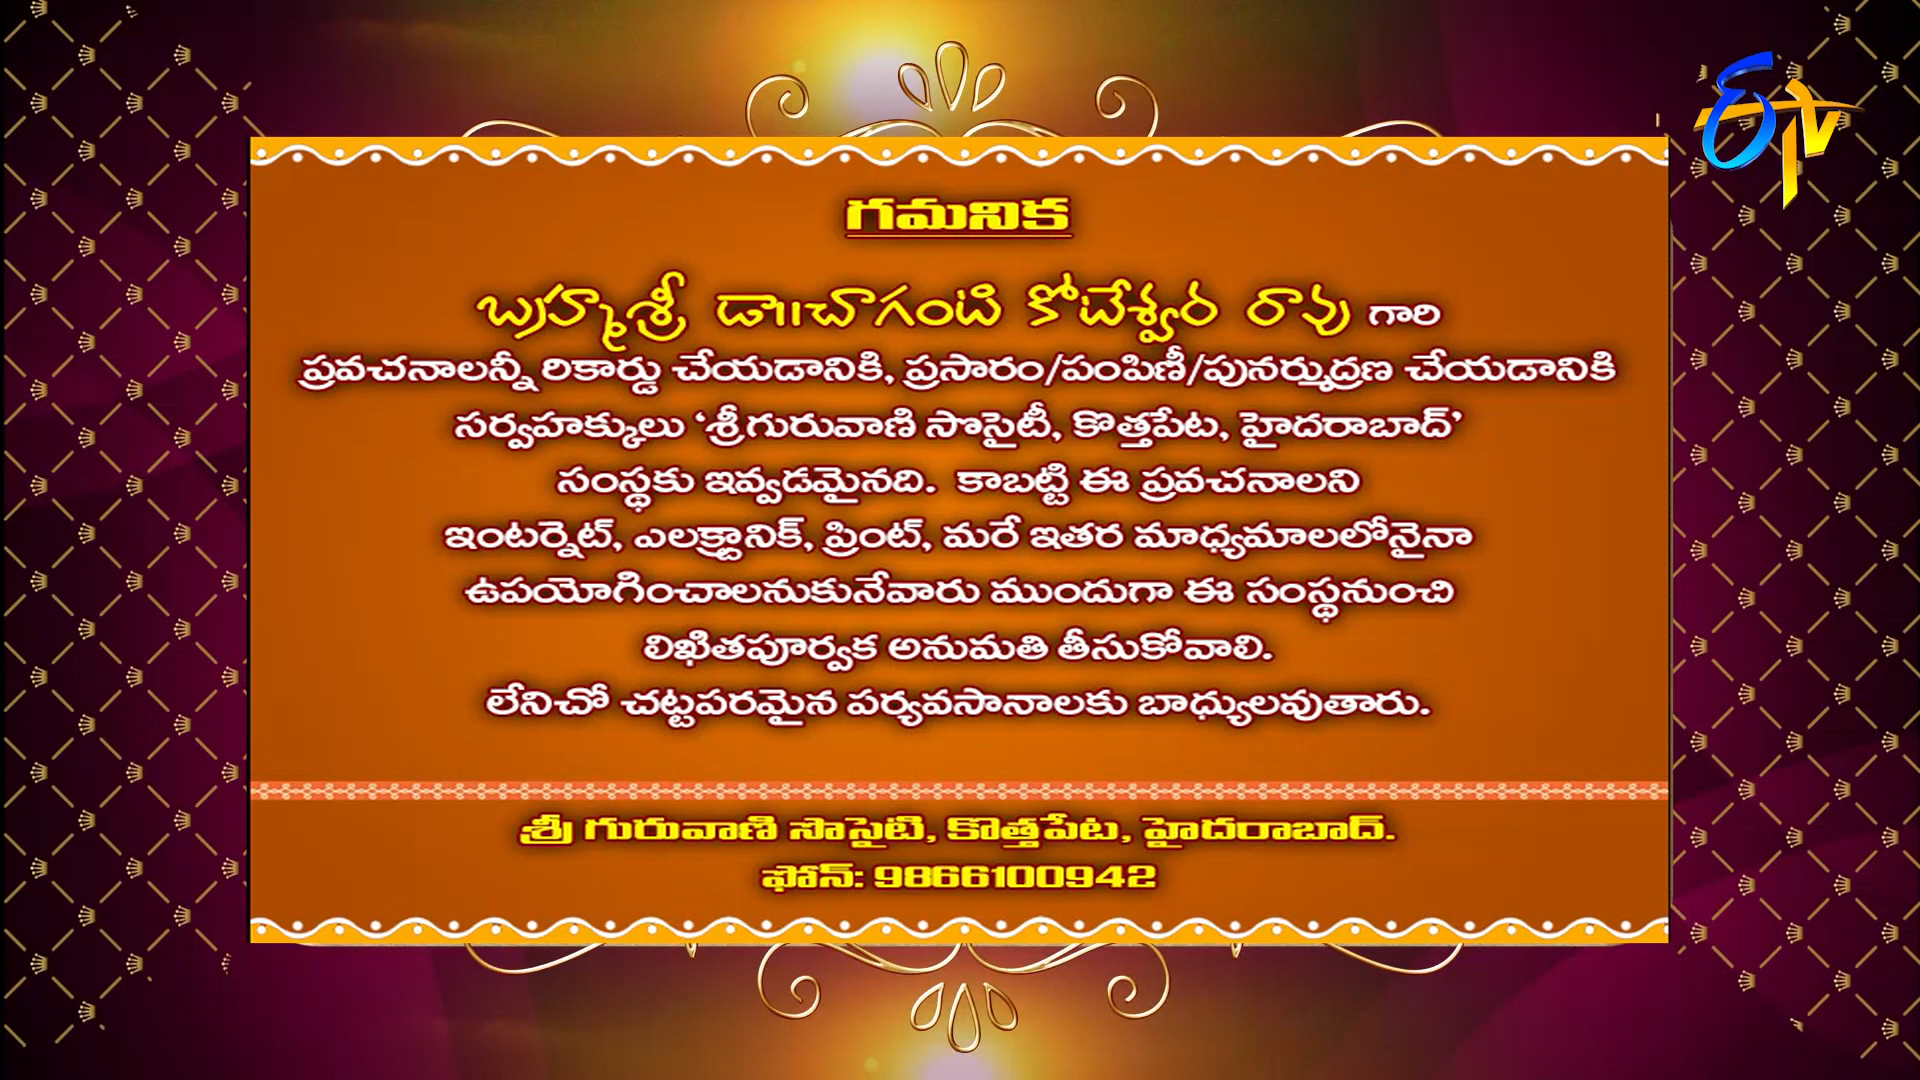 ఈTV
గమనిక
బ్రహ్మశ్రీ డా॥చాగంటి కోటేశ్వర రావు గారి
ప్రవచనాలన్నీ రికార్డు చేయడానికి, ప్రసారం/పంపిణీ/పునర్ముద్రణ చేయడానికి
సర్వహక్కులు ‘శ్రీగురువాణి సొసైటీ, కొత్తపేట, హైదరాబాద్’
సంస్థకు ఇవ్వడమైనది. కాబట్టి ఈ ప్రవచనాలని
ఇంటర్నెట్, ఎలక్ట్రానిక్, ప్రింట్, మరే ఇతర మాధ్యమాలలోనైనా
ఉపయోగించాలనుకునేవారు ముందుగా ఈ సంస్థనుంచి
లిఖితపూర్వక అనుమతి తీసుకోవాలి.
లేనిచో చట్టపరమైన పర్యవసానాలకు బాధ్యులవుతారు.
శ్రీ గురువాణి సొసైటి, కొత్తపేట, హైదరాబాద్.
ఫోన్: 9866100942